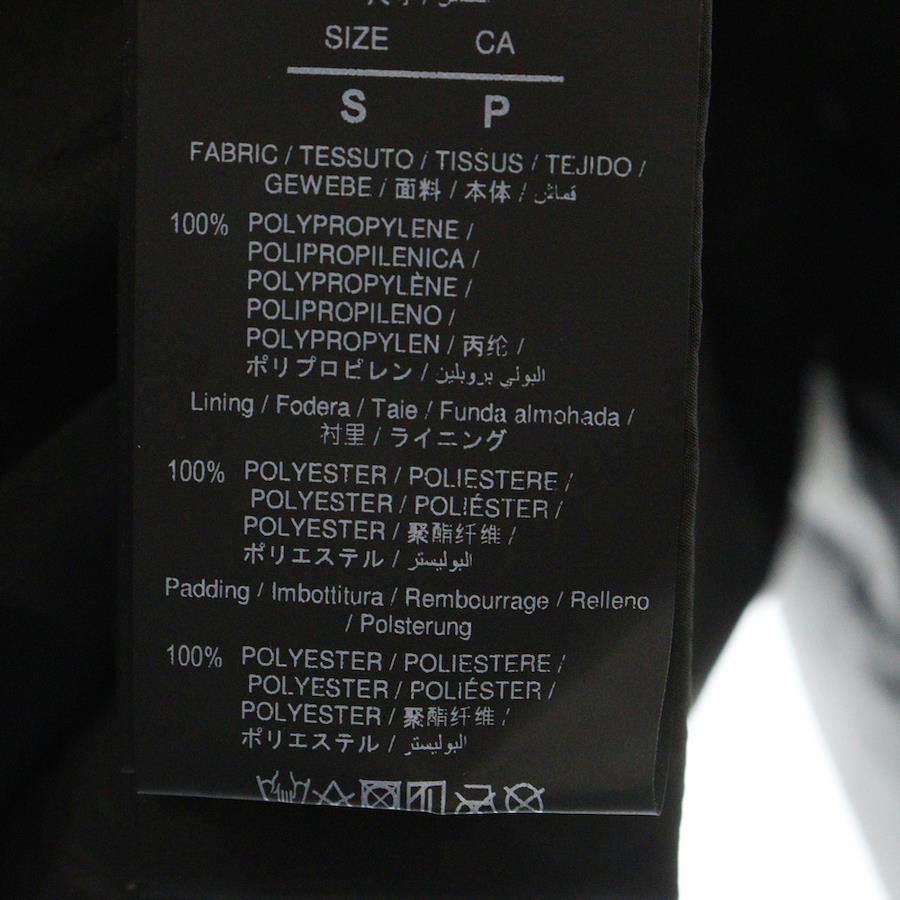 SIZE CA
S P
FABRIC / TESSUTO / TISSUS / TEJIDO /
GEWEBE / 面料 / 本体 / قماش
100% POLYPROPYLENE /
POLIPROPILENICA /
POLYPROPYLÈNE /
POLIPROPILENO /
POLYPROPYLEN / 丙纶 /
ポリプロピレン / البولي بروبلين
Lining / Fodera / Taie / Funda almohada /
衬里 / ライニング
100% POLYESTER / POLIESTERE /
POLYESTER / POLIÉSTER /
POLYESTER / 聚酯纤维 /
ポリエステル / البوليستر
Padding / Imbottitura / Rembourrage / Relleno
/ Polsterung
100% POLYESTER / POLIESTERE /
POLYESTER / POLIÉSTER /
POLYESTER / 聚酯纤维 /
ポリエステル / البوليستر